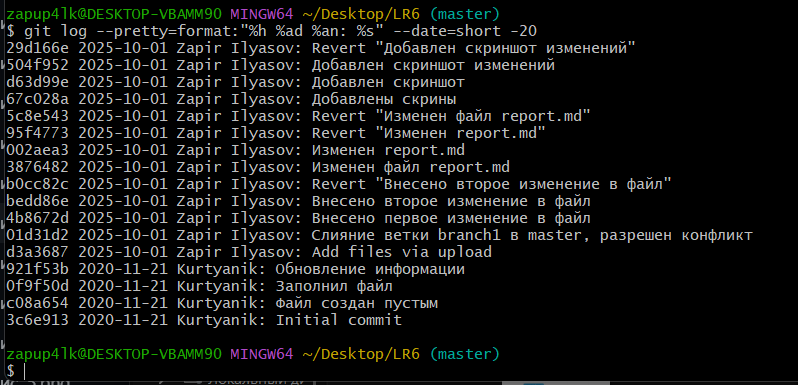 zapup4lk@DESKTOP-VBAMM9O MINGW64 ~/Desktop/LR6 (master)
$ git log --pretty=format:"%h %ad %an: %s" --date=short -20
29d166e 2025-10-01 Zapir Ilyasov: Revert "Добавлен скриншот изменений"
504f952 2025-10-01 Zapir Ilyasov: Добавлен скриншот изменений
d63d99e 2025-10-01 Zapir Ilyasov: Добавлен скриншот
67c028a 2025-10-01 Zapir Ilyasov: Добавлены скрины
5c8e543 2025-10-01 Zapir Ilyasov: Revert "Изменен файл report.md"
95f4773 2025-10-01 Zapir Ilyasov: Revert "Изменен report.md"
002aea3 2025-10-01 Zapir Ilyasov: Изменен report.md
3876482 2025-10-01 Zapir Ilyasov: Изменен файл report.md
b0cc82c 2025-10-01 Zapir Ilyasov: Revert "Внесено второе изменение в файл"
bedd86e 2025-10-01 Zapir Ilyasov: Внесено второе изменение в файл
4b8672d 2025-10-01 Zapir Ilyasov: Внесено первое изменение в файл
01d31d2 2025-10-01 Zapir Ilyasov: Слияние ветки branch1 в master, разрешен конфликт
d3a3687 2025-10-01 Zapir Ilyasov: Add files via upload
921f53b 2020-11-21 Kurtyanik: Обновление информации
0f9f50d 2020-11-21 Kurtyanik: Заполнил файл
c08a654 2020-11-21 Kurtyanik: Файл создан пустым
3c6e913 2020-11-21 Kurtyanik: Initial commit
zapup4lk@DESKTOP-VBAMM9O MINGW64 ~/Desktop/LR6 (master)
$